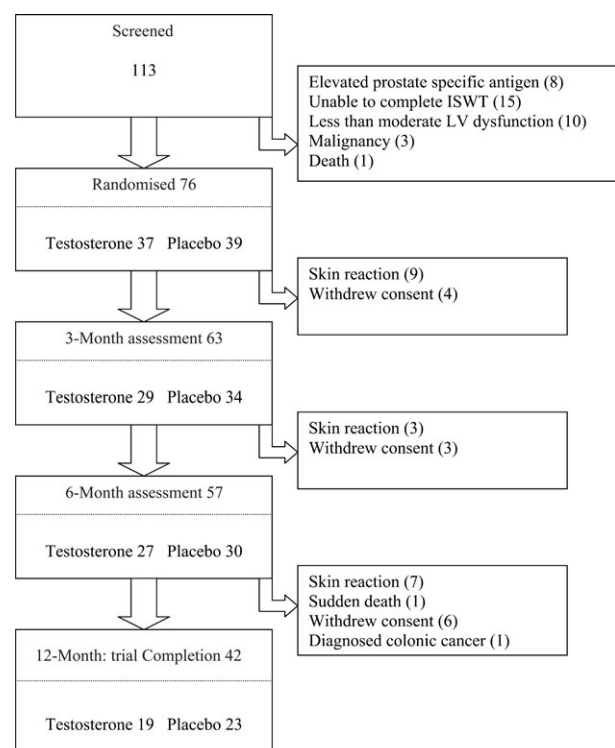 Screened
113
Elevated prostate specific antigen (8)
Unable to complete ISWT (15)
Less than moderate LV dysfunction (10)
Malignancy (3)
Death (1)
Randomised 76
Testosterone 37 Placebo 39
Skin reaction (9)
Withdrew consent (4)
3-Month assessment 63
Testosterone 29 Placebo 34
Skin reaction (3)
Withdrew consent (3)
6-Month assessment 57
Testosterone 27 Placebo 30
Skin reaction (7)
Sudden death (1)
Withdrew consent (6)
Diagnosed colonic cancer (1)
12-Month: trial Completion 42
Testosterone 19 Placebo 23